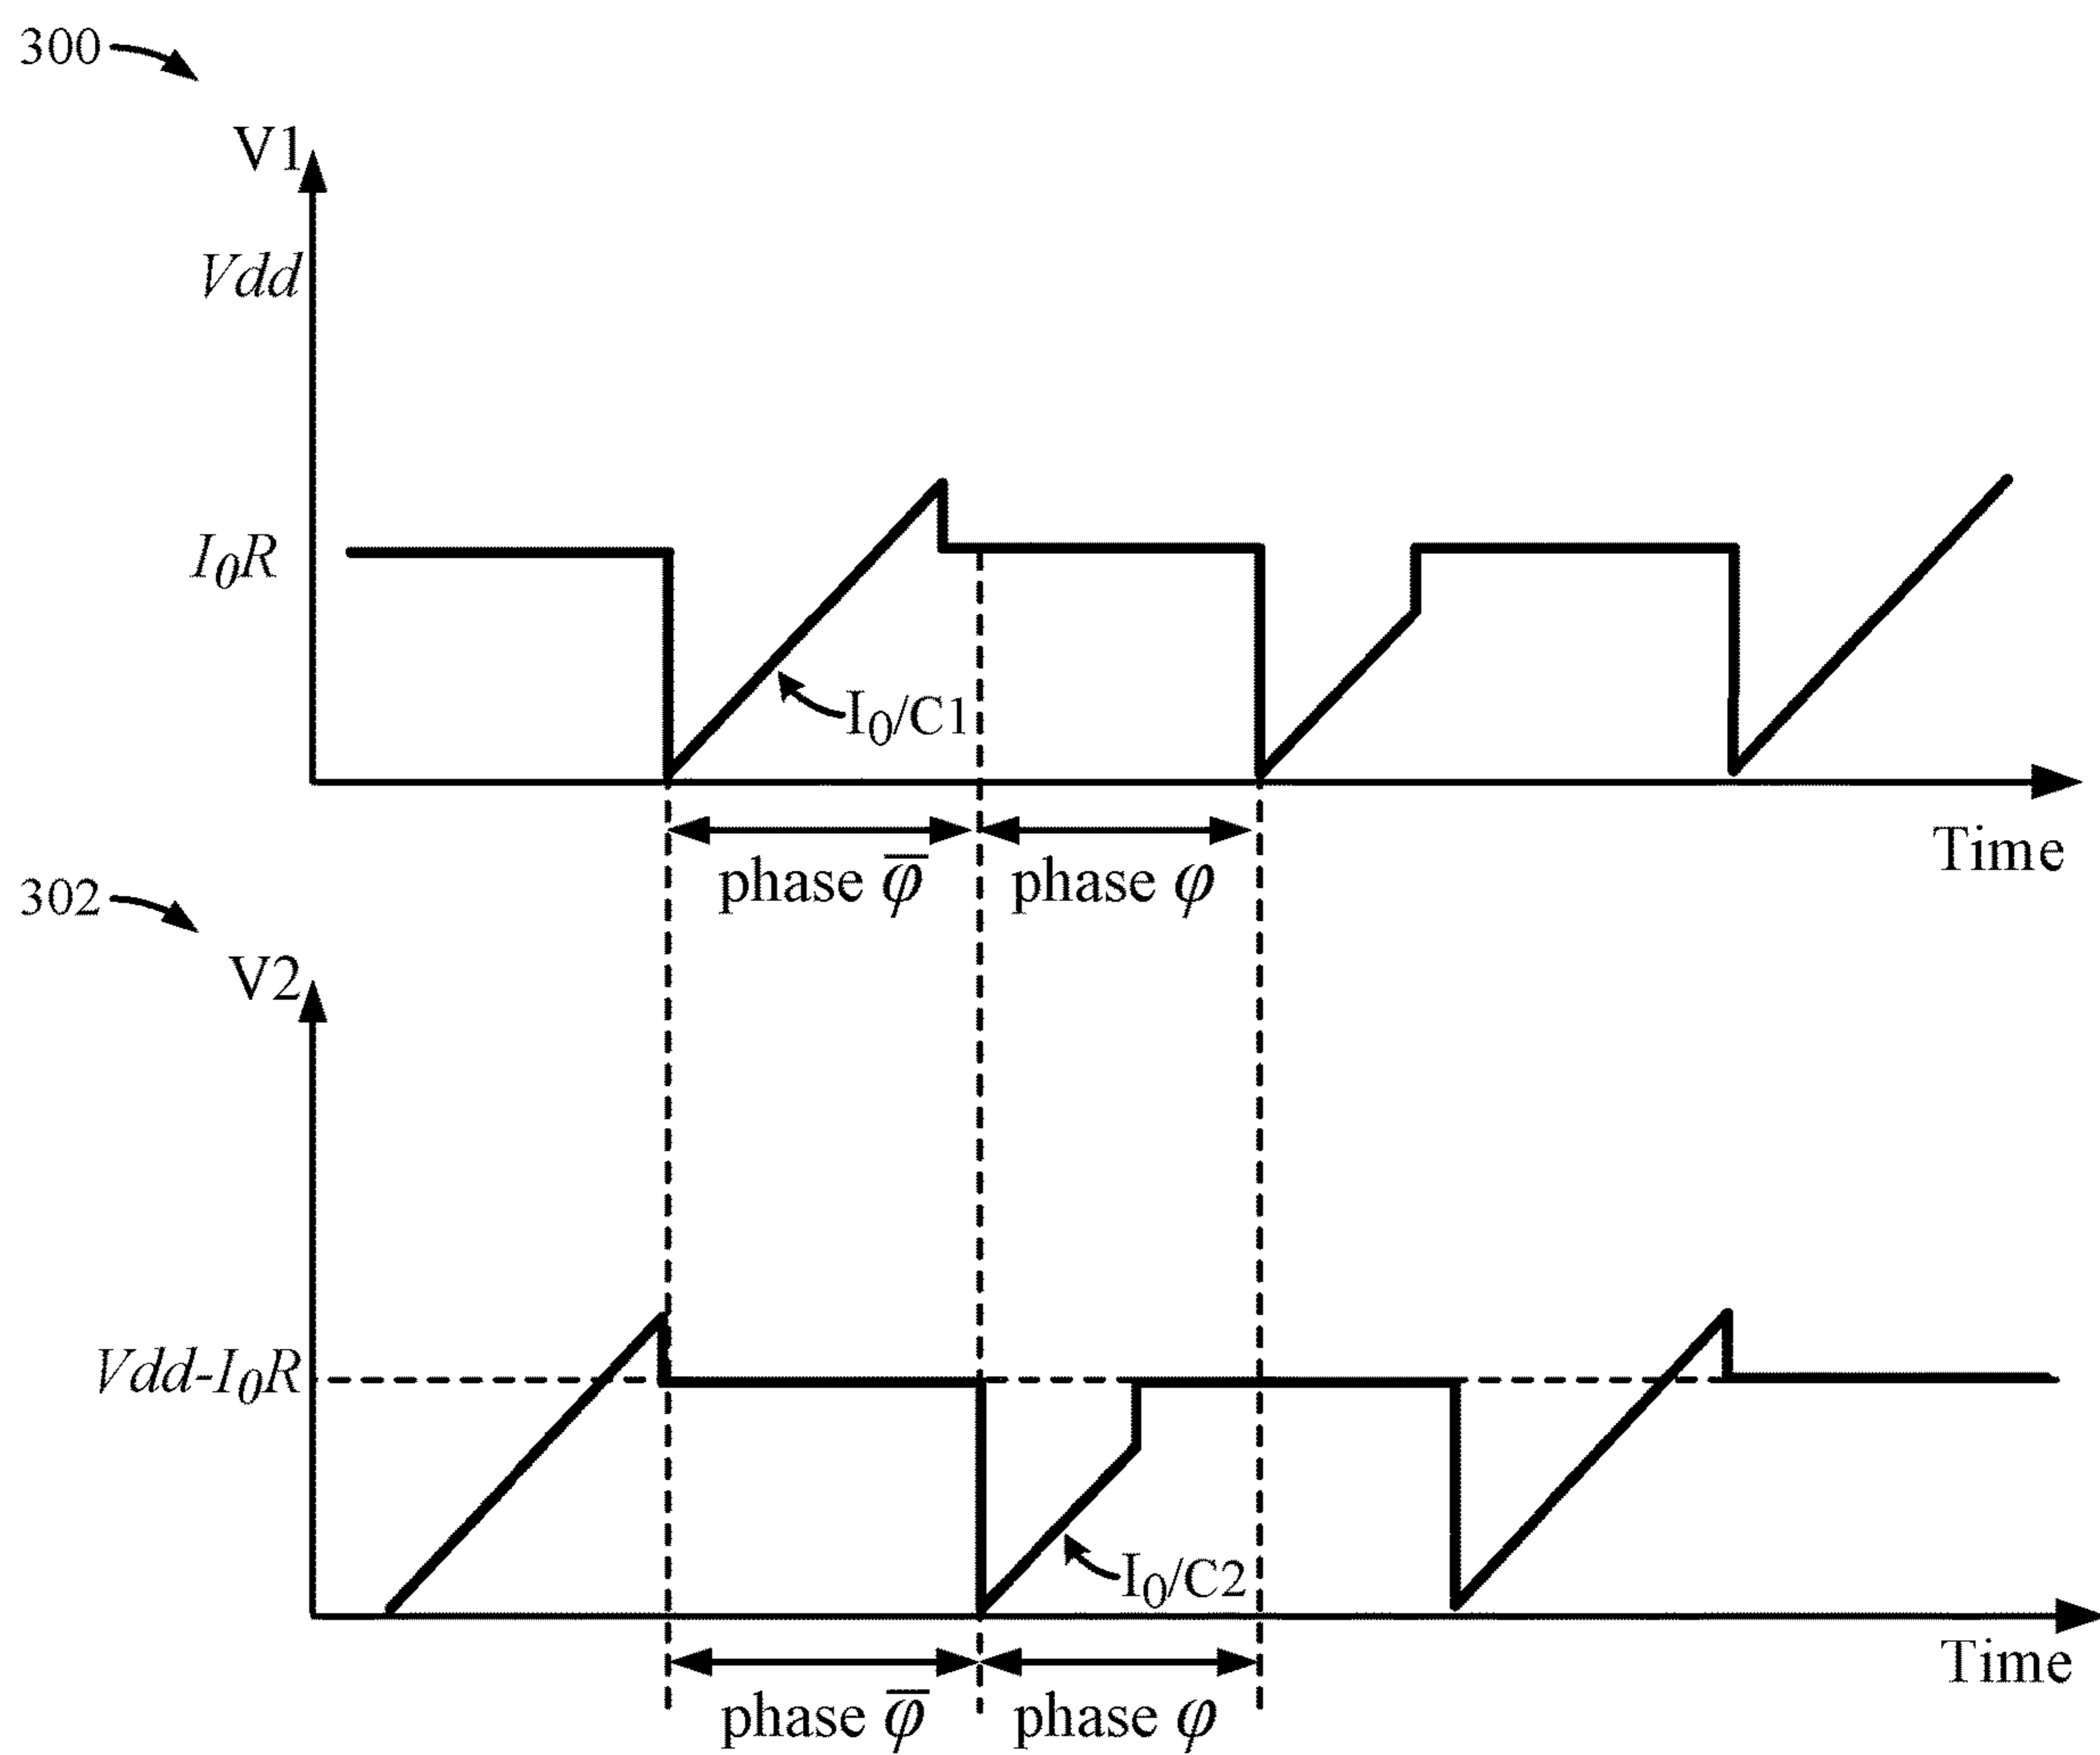 300
V1
Vdd
I₀R
I₀/C1
phase φ̅ phase φ
Time
302
V2
Vdd-I₀R
I₀/C2
Time
phase φ̅ phase φ